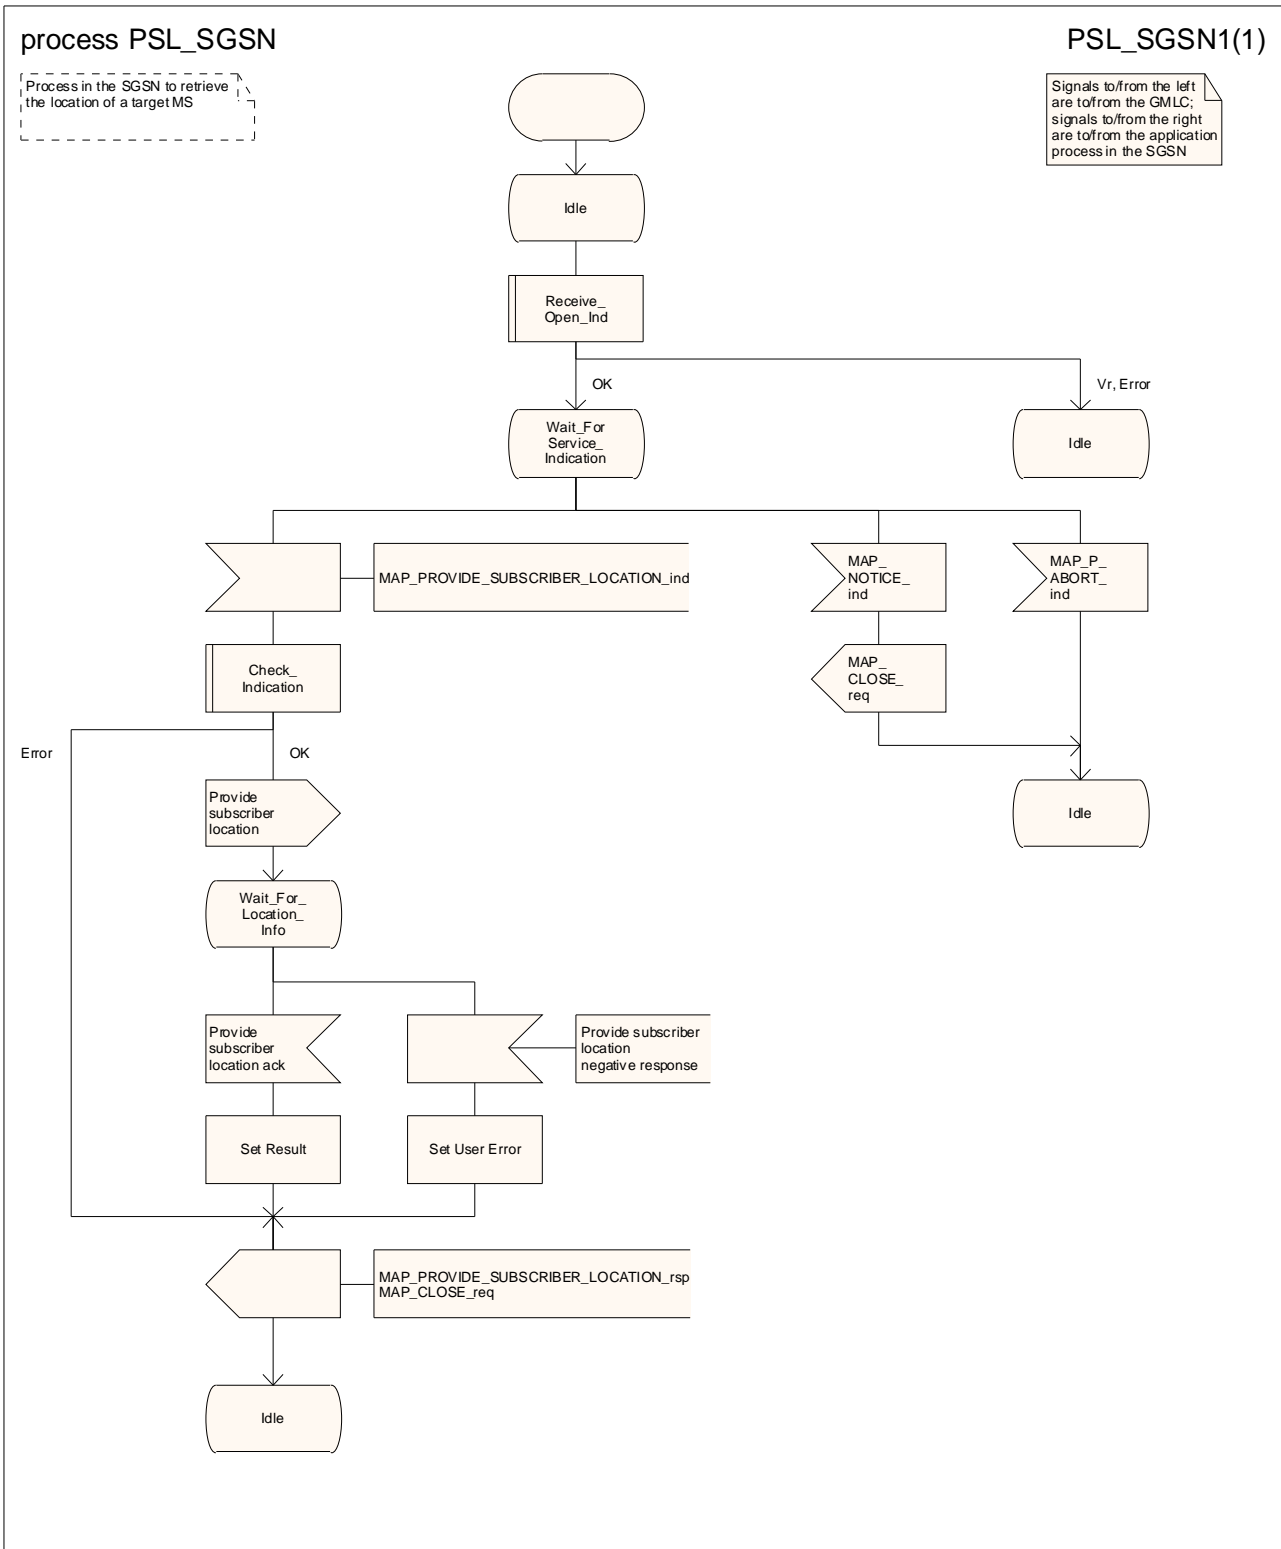 process PSL_SGSN
PSL_SGSN1(1)
Process in the SGSN to retrieve
the location of a target MS
Signals to/from the left
are to/from the GMLC;
signals to/from the right
are to/from the application
process in the SGSN
Idle
Receive_
Open_Ind
OK
Vr, Error
Wait_For
Service_
Indication
Idle
MAP_PROVIDE_SUBSCRIBER_LOCATION_ind
MAP_
NOTICE_
ind
MAP_P_
ABORT_
ind
Check_
Indication
MAP_
CLOSE_
req
Error
OK
Provide
subscriber
location
Idle
Wait_For_
Location_
Info
Provide
subscriber
location ack
Provide subscriber
location
negative response
Set Result
Set User Error
MAP_PROVIDE_SUBSCRIBER_LOCATION_rsp
MAP_CLOSE_req
Idle